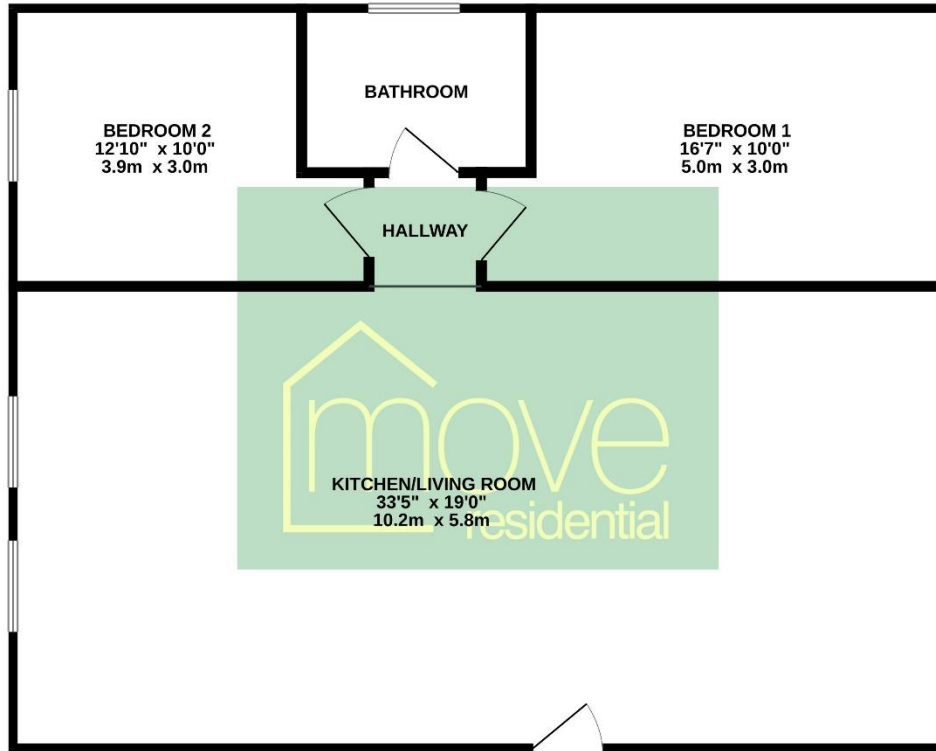 BATHROOM
BEDROOM 2
12'10" x 10'0"
3.9m x 3.0m
BEDROOM 1
16'7" x 10'0"
5.0m x 3.0m
HALLWAY
move
residential
KITCHEN/LIVING ROOM
33'5" x 19'0"
10.2m x 5.8m